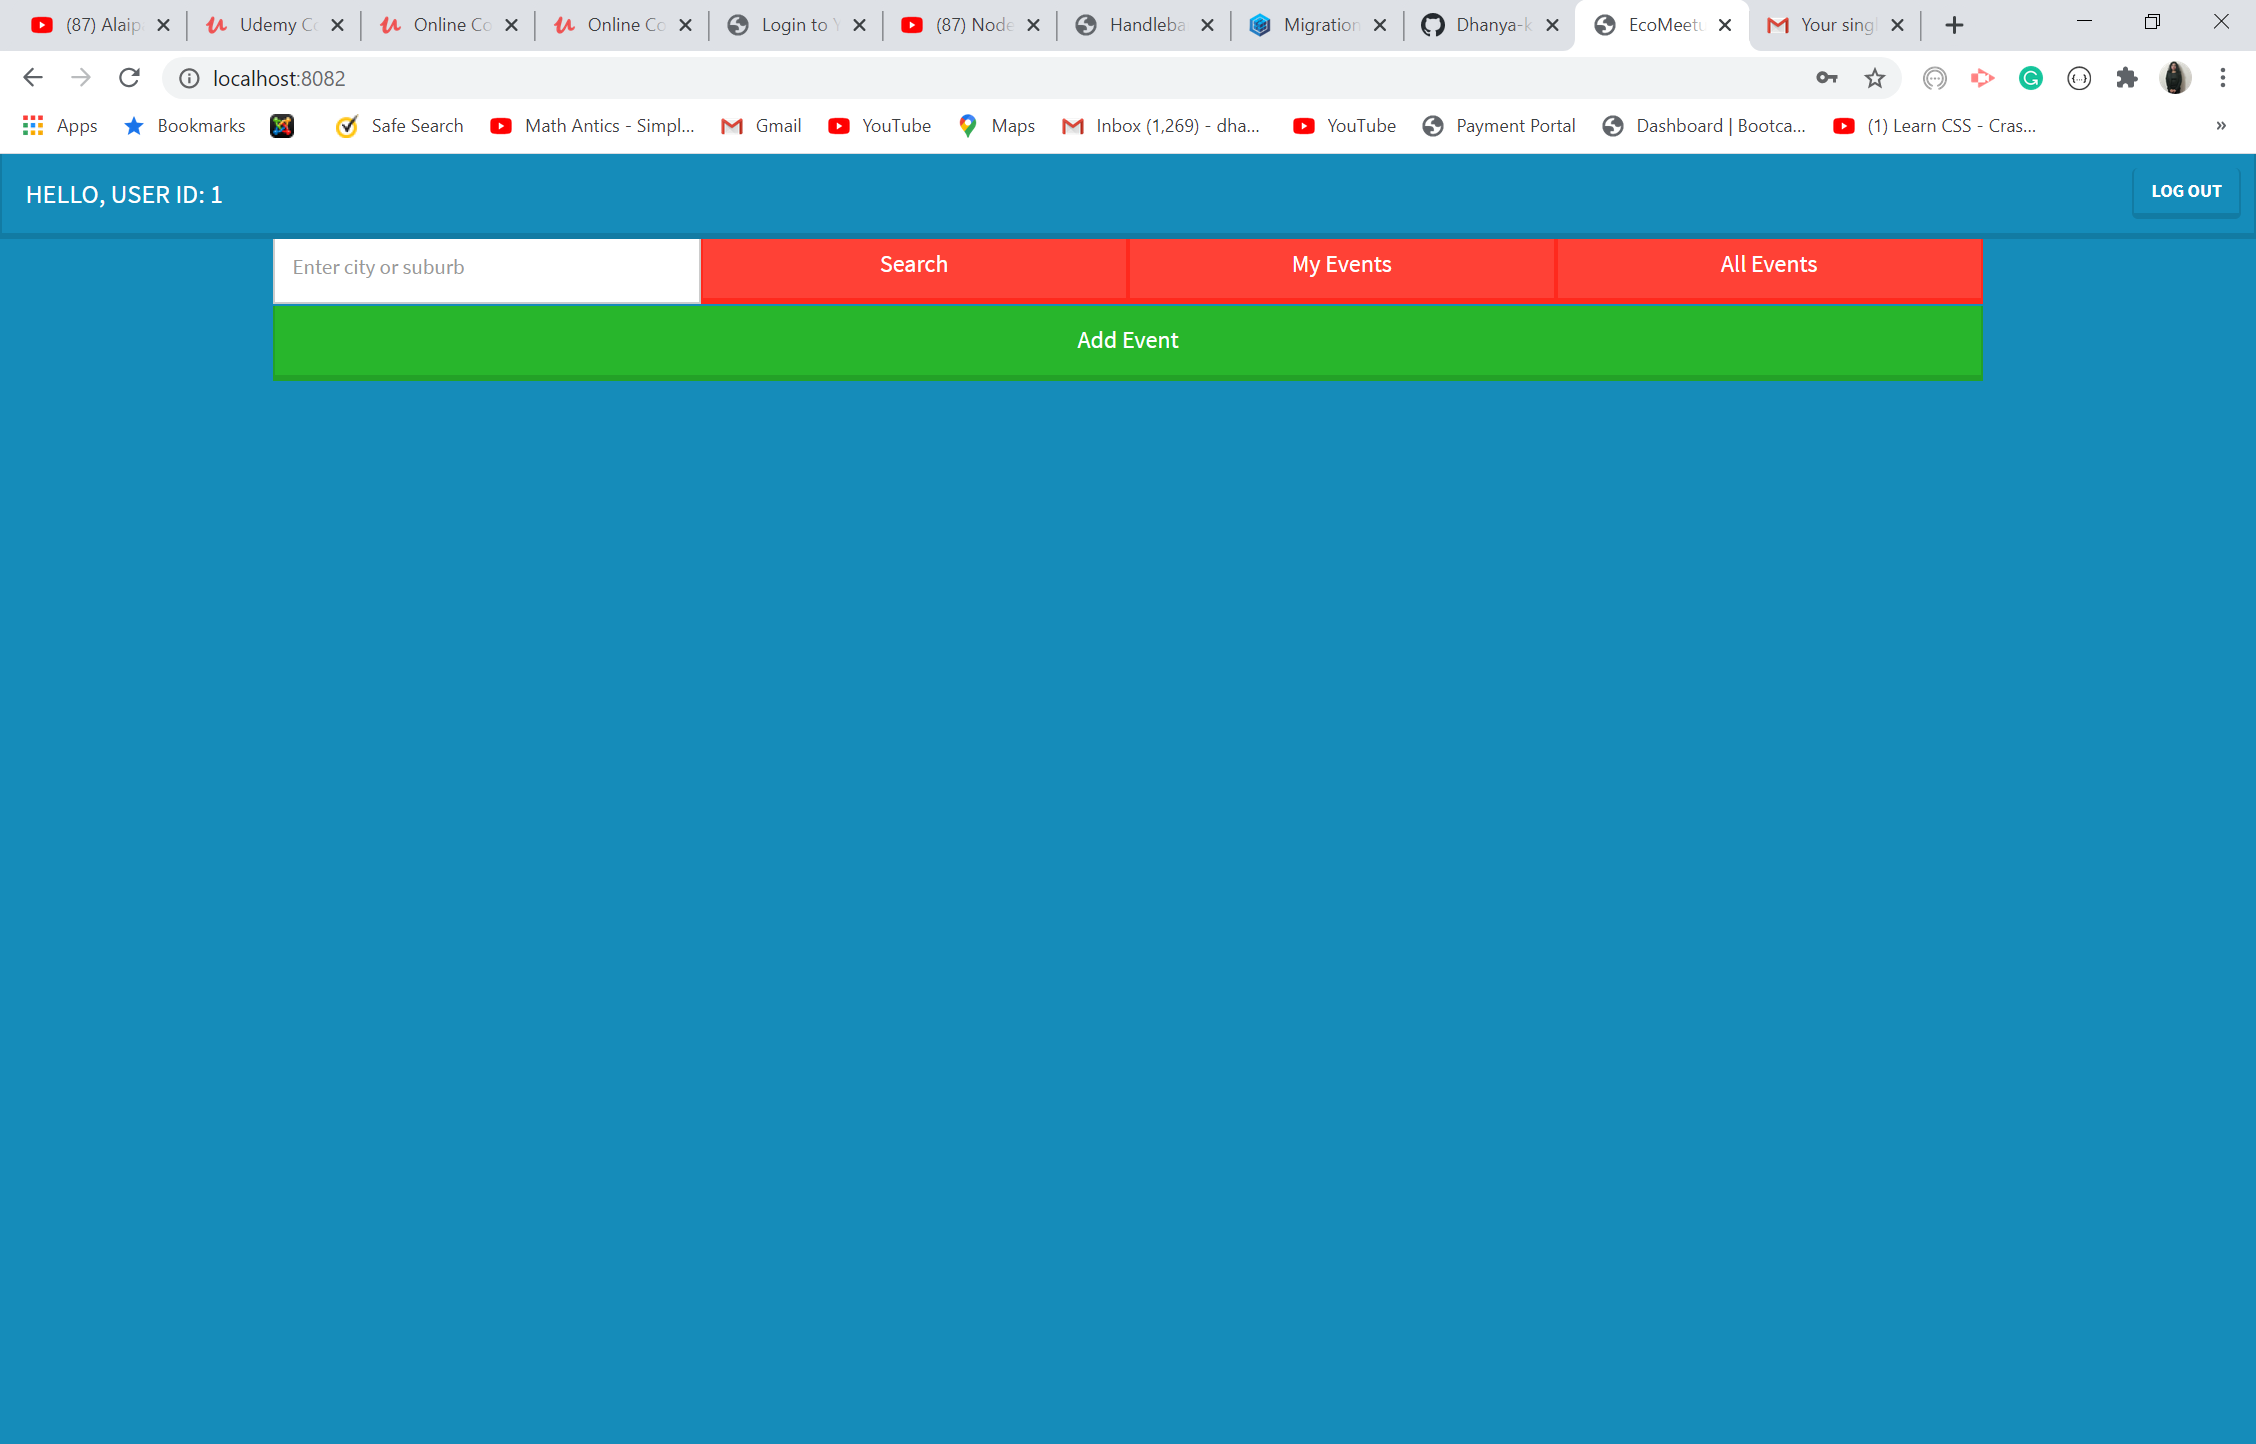 (87) Alaip Udemy Co Online Co Online Co Login to Y (87) Node Handleba Migration Dhanya-k EcoMeetu Your sing
localhost:8082
Apps Bookmarks Safe Search Math Antics - Simpl... Gmail YouTube Maps Inbox (1,269) - dha... YouTube Payment Portal Dashboard | Bootca... (1) Learn CSS - Cras... »
HELLO, USER ID: 1 LOG OUT
Enter city or suburb Search My Events All Events
Add Event